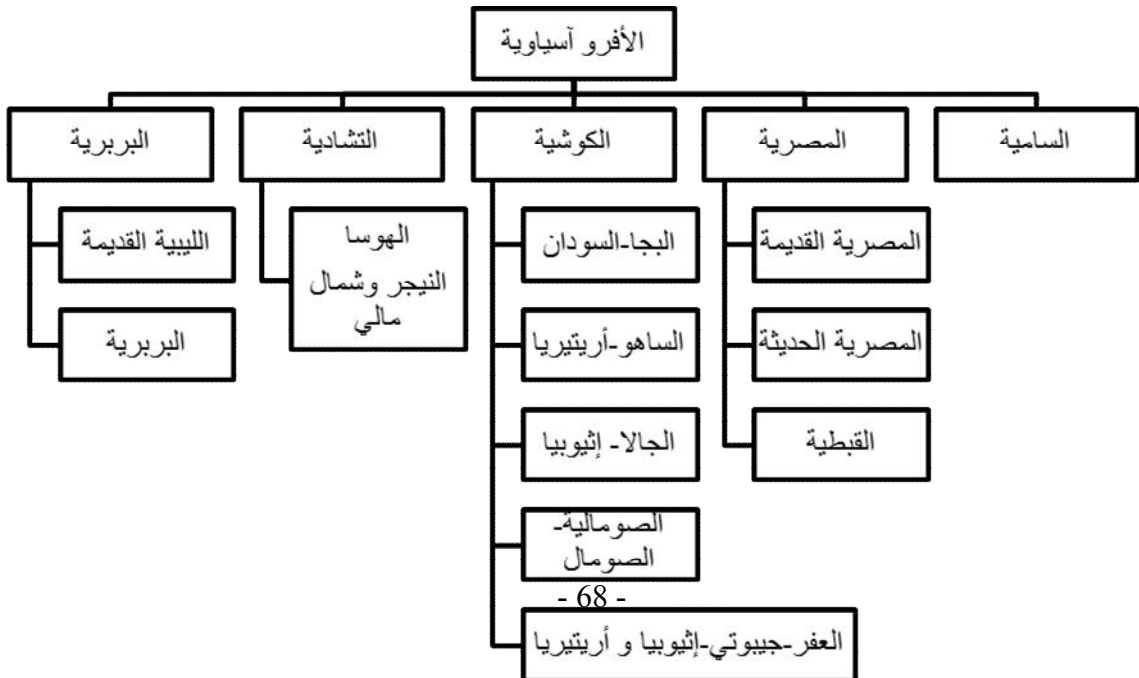 الأفرو آسياوية
السامية
المصرية
الكوشية
التشادية
البربرية
المصرية القديمة
المصرية الحديثة
القبطية
البجا-السودان
الساهو-أريتيريا
الجالا- إثيوبيا
الصومالية-
الصومال
العفر-جيبوتي-إثيوبيا و أريتيريا
الهوسا
النيجر وشمال
مالي
الليبية القديمة
البربرية
- 68 -